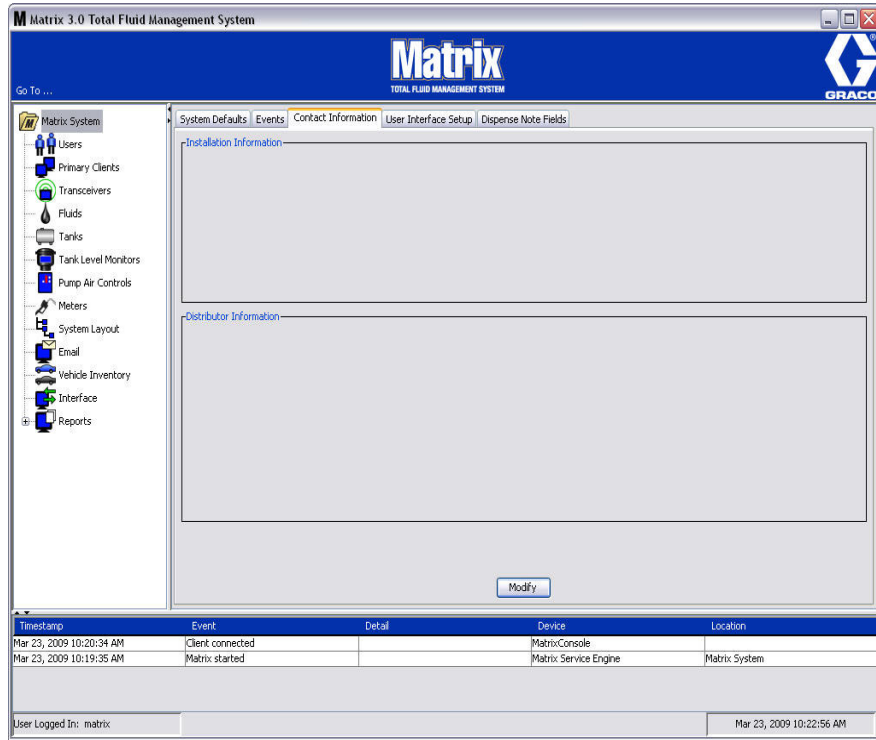 Matrix 3.0 Total Fluid Management System
Matrix
TOTAL FLUID MANAGEMENT SYSTEM
Go To ...
GRACO
Matrix System
Users
Primary Clients
Transceivers
Fluids
Tanks
Tank Level Monitors
Pump Air Controls
Meters
System Layout
Email
Vehicle Inventory
Interface
Reports
System Defaults Events Contact Information User Interface Setup Dispense Note Fields
Installation Information
Distributor Information
Modify
Timestamp Event Detail Device Location
Mar 23, 2009 10:20:34 AM Client connected MatrixConsole
Mar 23, 2009 10:19:35 AM Matrix started Matrix Service Engine Matrix System
User Logged In: matrix Mar 23, 2009 10:22:56 AM